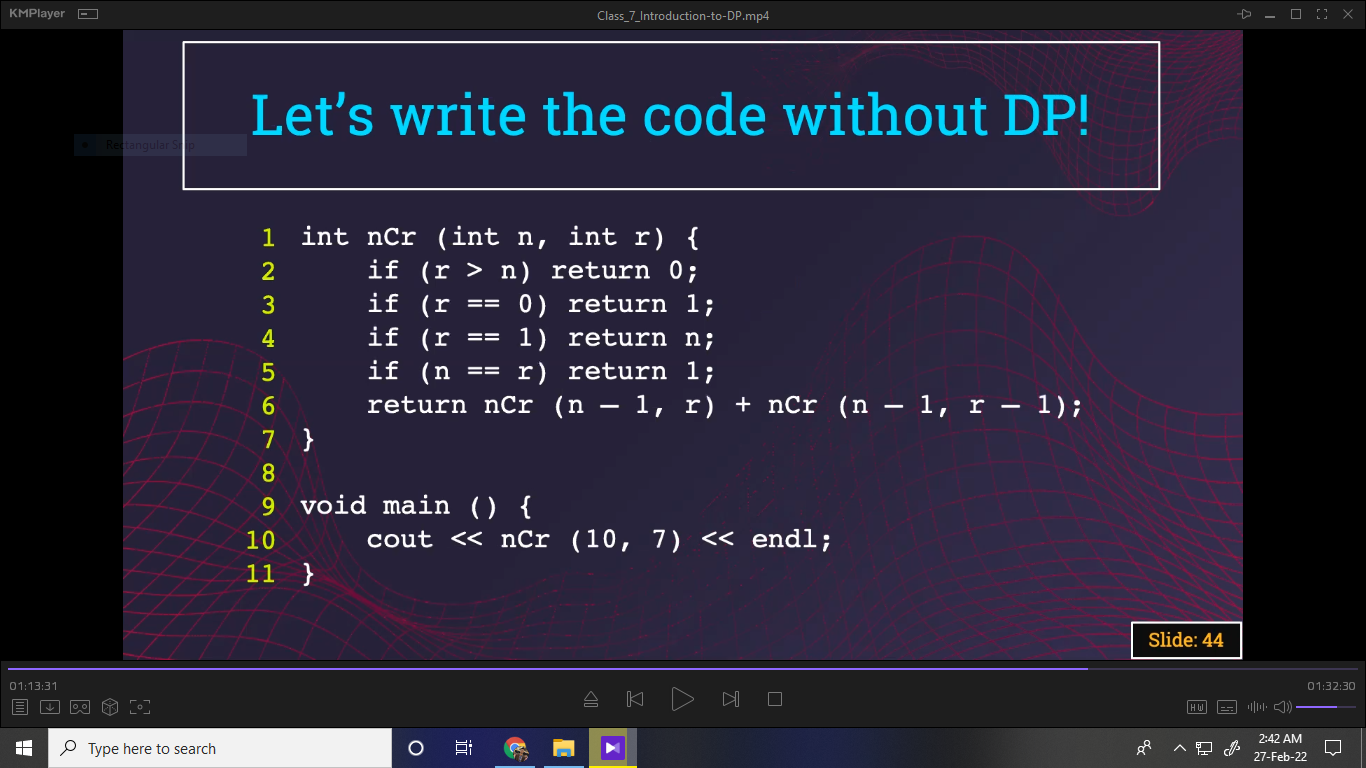 KMPlayer
Class_7_Introduction-to-DP.mp4
Let’s write the code without DP!
Rectangular Snip
1 int nCr (int n, int r) {
2     if (r > n) return 0;
3     if (r == 0) return 1;
4     if (r == 1) return n;
5     if (n == r) return 1;
6     return nCr (n – 1, r) + nCr (n – 1, r – 1);
7 }
8
9 void main () {
10     cout << nCr (10, 7) << endl;
11 }
Slide: 44
01:13:31
01:32:30
HW
Type here to search
2:42 AM
27-Feb-22